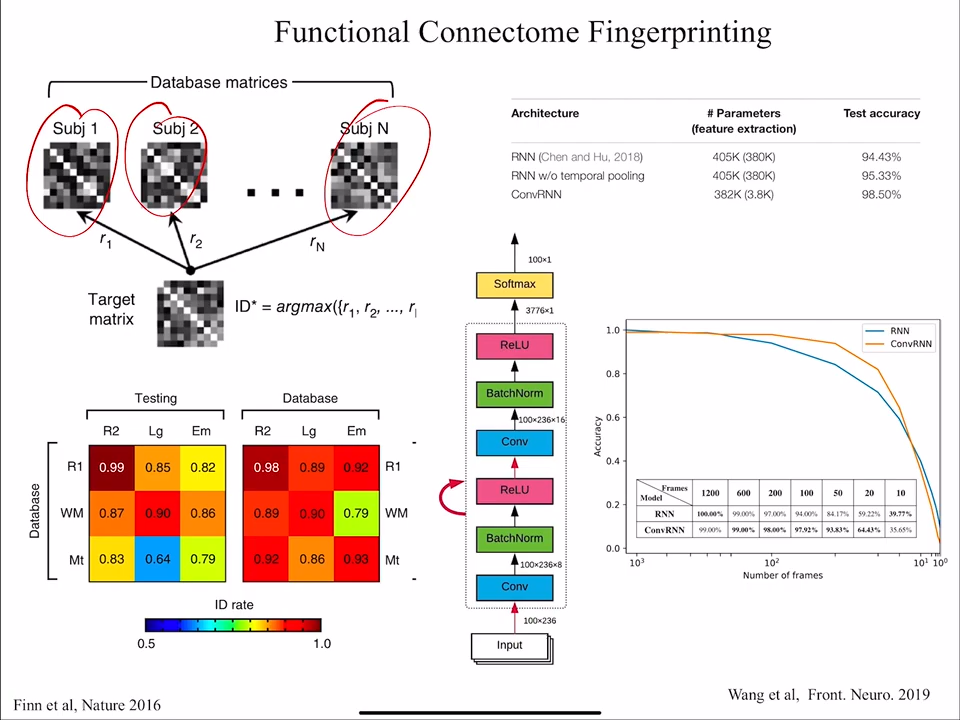 Functional Connectome Fingerprinting
Database matrices
Subj 1
Subj 2
Subj N
r1
r2
rN
Target
matrix
ID* = argmax({r1, r2, ..., r
Testing
Database
R2 Lg Em
R2 Lg Em
Database
R1 0.99 0.85 0.82
0.98 0.89 0.92 R1
WM 0.87 0.90 0.86
0.89 0.90 0.79 WM
Mt 0.83 0.64 0.79
0.92 0.86 0.93 Mt
ID rate
0.5 1.0
Finn et al, Nature 2016
Architecture # Parameters Test accuracy
(feature extraction)
RNN (Chen and Hu, 2018) 405K (380K) 94.43%
RNN w/o temporal pooling 405K (380K) 95.33%
ConvRNN 382K (3.8K) 98.50%
100×1
Softmax
3776×1
ReLU
BatchNorm
100×236×16
Conv
ReLU
BatchNorm
100×236×8
Conv
100×236
Input
RNN
ConvRNN
Accuracy
1.0
0.8
0.6
0.4
0.2
0.0
Frames
Model
1200 600 200 100 50 20 10
RNN 100.00% 99.00% 97.00% 94.00% 84.17% 59.22% 39.77%
ConvRNN 99.00% 99.00% 98.00% 97.92% 93.83% 64.43% 35.65%
10³ 10² 10¹ 10⁰
Number of frames
Wang et al, Front. Neuro. 2019